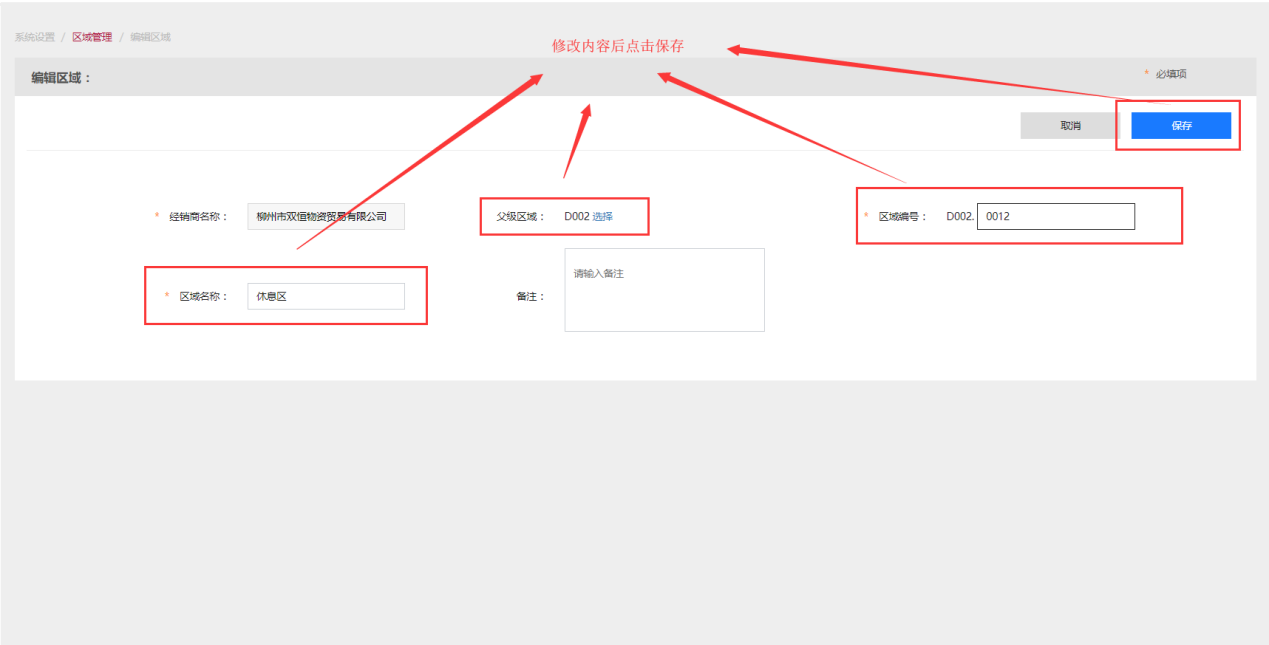 系统设置 / 区域管理 / 编辑区域
修改内容后点击保存
编辑区域：
* 必填项
取消
保存
* 经销商名称： 柳州市双恒物资贸易有限公司
父级区域： D002 选择
* 区域编号： D002. 0012
* 区域名称： 休息区
备注： 请输入备注